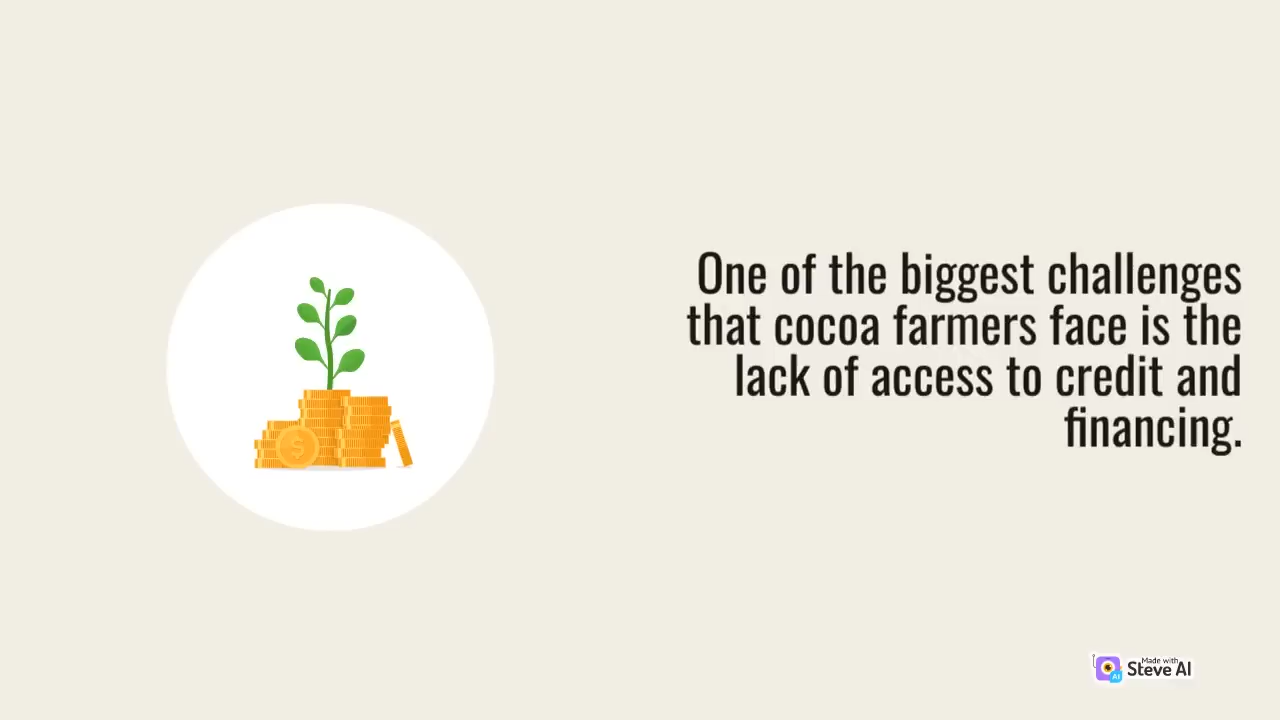 One of the biggest challenges
that cocoa farmers face is the
lack of access to credit and
financing.
$
Made with
Steve AI
AI